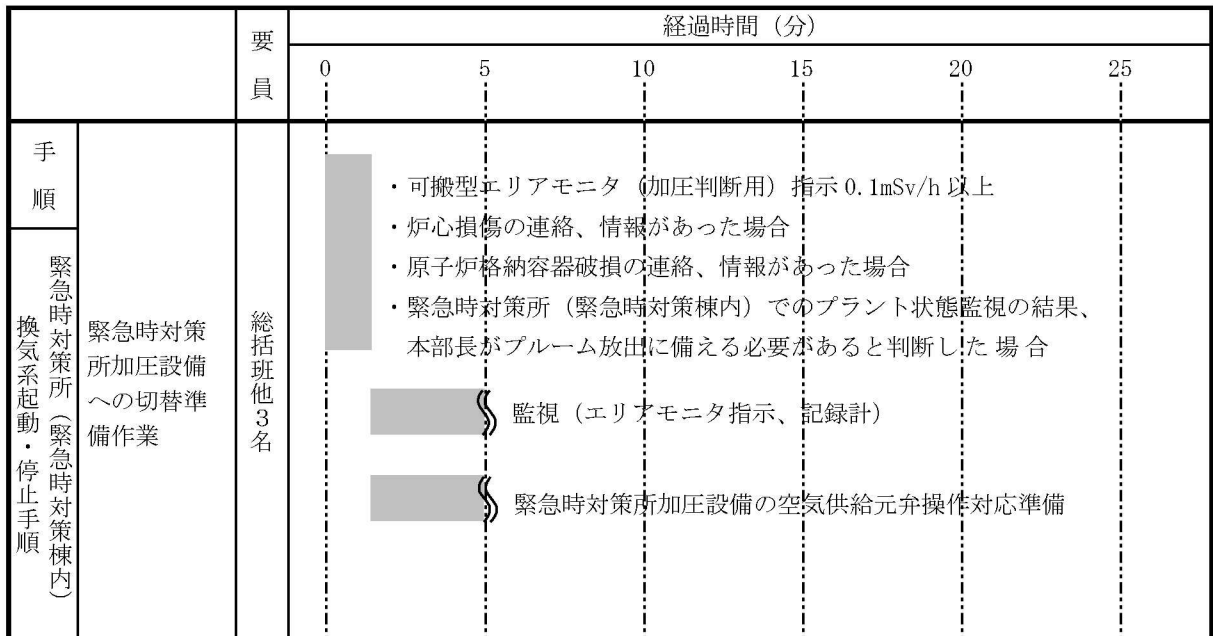 要員
経過時間（分）
0 5 10 15 20 25
手順
緊急時対策所（緊急時対策棟内）
換気系起動・停止手順
緊急時対策
所加圧設備
への切替準
備作業
総括班他3名
・可搬型エリアモニタ（加圧判断用）指示 0.1mSv/h 以上
・炉心損傷の連絡、情報があった場合
・原子炉格納容器破損の連絡、情報があった場合
・緊急時対策所（緊急時対策棟内）でのプラント状態監視の結果、
本部長がプルーム放出に備える必要があると判断した場合
監視（エリアモニタ指示、記録計）
緊急時対策所加圧設備の空気供給元弁操作対応準備